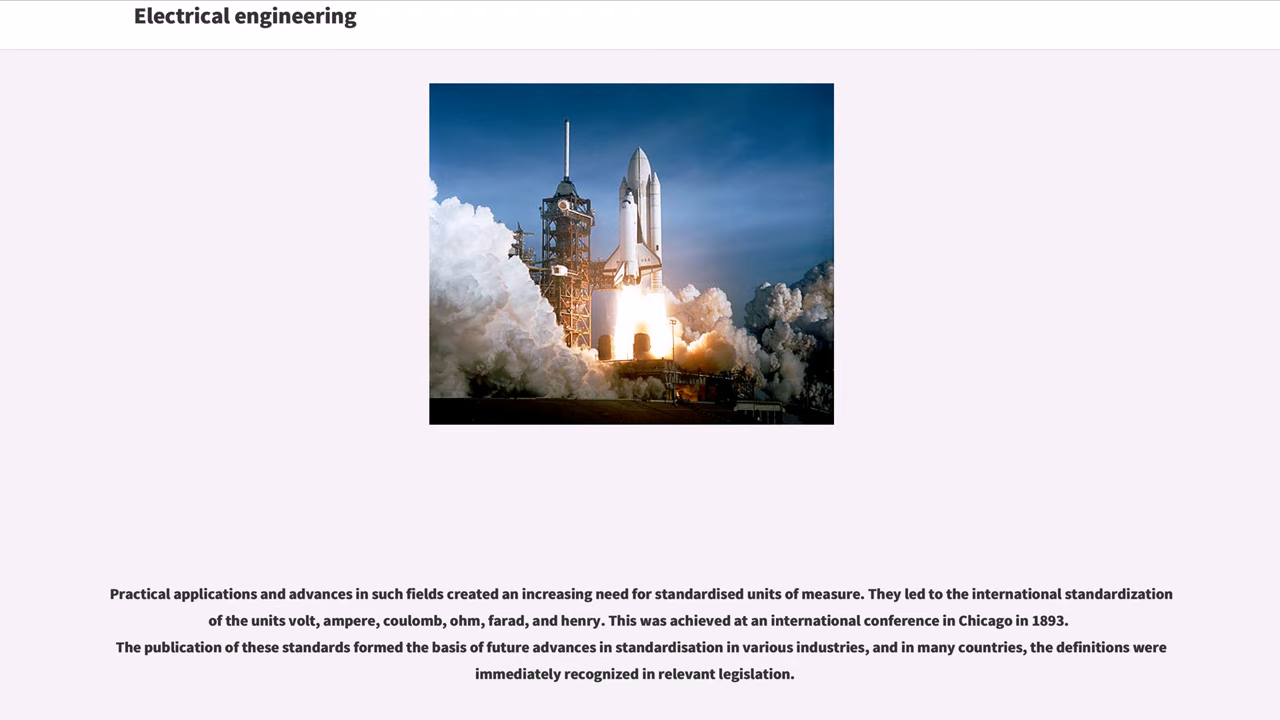 Electrical engineering
Practical applications and advances in such fields created an increasing need for standardised units of measure. They led to the international standardization
of the units volt, ampere, coulomb, ohm, farad, and henry. This was achieved at an international conference in Chicago in 1893.
The publication of these standards formed the basis of future advances in standardisation in various industries, and in many countries, the definitions were
immediately recognized in relevant legislation.